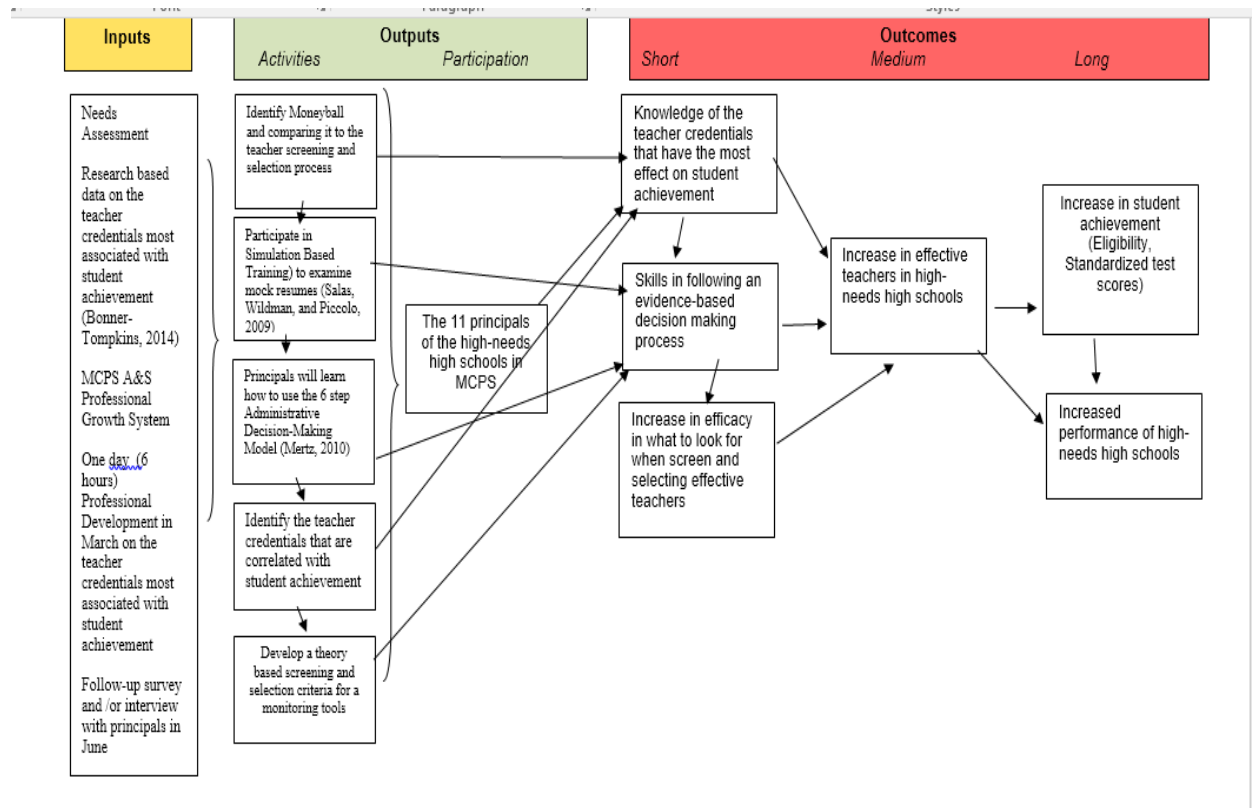 Inputs
Outputs
Activities Participation
Outcomes
Short Medium Long
Needs
Assessment
Research based
data on the
teacher
credentials most
associated with
student
achievement
(Bonner-
Tompkins, 2014)
MCPS A&S
Professional
Growth System
One day (6
hours)
Professional
Development in
March on the
teacher
credentials most
associated with
student
achievement
Follow-up survey
and /or interview
with principals in
June
Identify Moneyball
and comparing it to the
teacher screening and
selection process
Participate in
Simulation Based
Training) to examine
mock resumes (Salas,
Wildman, and Piccolo,
2009)
Principals will learn
how to use the 6 step
Administrative
Decision-Making
Model (Mertz, 2010)
Identify the teacher
credentials that are
correlated with
student achievement
Develop a theory
based screening and
selection criteria for a
monitoring tools
The 11 principals
of the high-needs
high schools in
MCPS
Knowledge of the
teacher credentials
that have the most
effect on student
achievement
Skills in following an
evidence-based
decision making
process
Increase in efficacy
in what to look for
when screen and
selecting effective
teachers
Increase in effective
teachers in high-
needs high schools
Increase in student
achievement
(Eligibility,
Standardized test
scores)
Increased
performance of high-
needs high schools